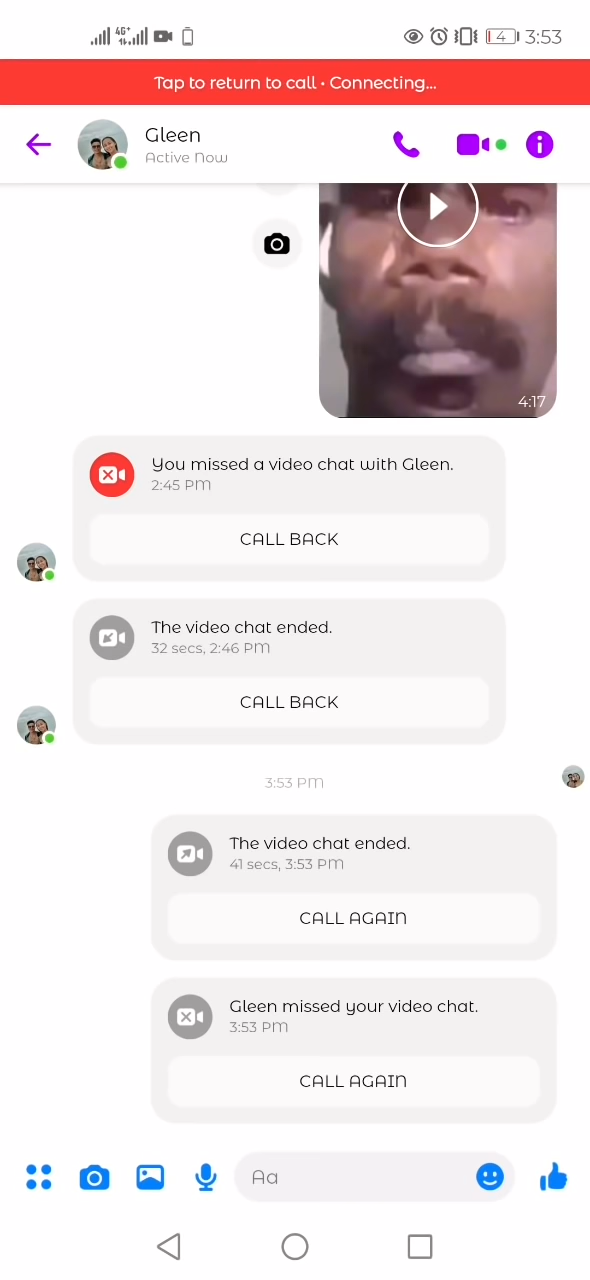 4G+
4
3:53
Tap to return to call • Connecting...
Gleen
Active Now
4:17
You missed a video chat with Gleen.
2:45 PM
CALL BACK
The video chat ended.
32 secs, 2:46 PM
CALL BACK
3:53 PM
The video chat ended.
41 secs, 3:53 PM
CALL AGAIN
Gleen missed your video chat.
3:53 PM
CALL AGAIN
Aa